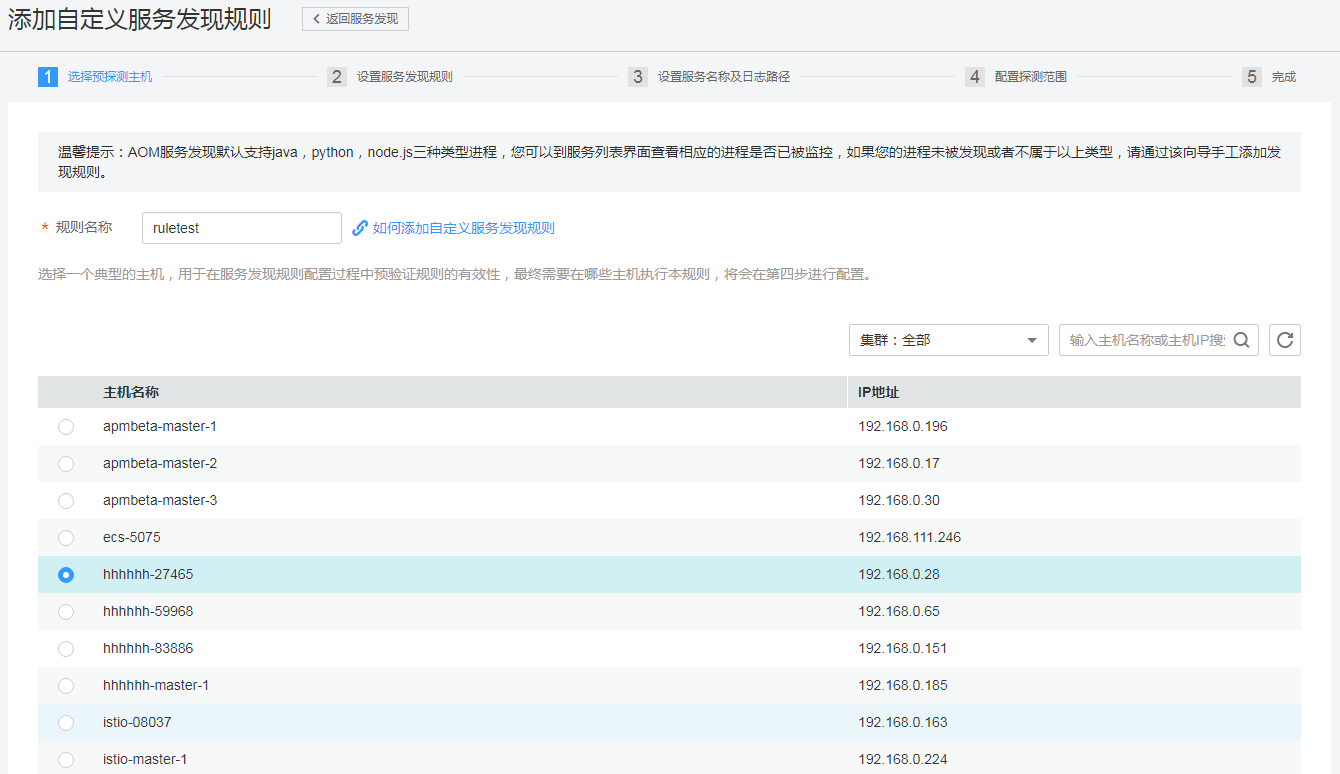 添加自定义服务发现规则
返回服务发现
1 选择预探测主机 2 设置服务发现规则 3 设置服务名称及日志路径 4 配置探测范围 5 完成
温馨提示：AOM服务发现默认支持java，python，node.js三种类型进程，您可以到服务列表界面查看相应的进程是否已被监控，如果您的进程未被发现或者不属于以上类型，请通过该向导手工添加发
现规则。
* 规则名称 ruletest 如何添加自定义服务发现规则
选择一个典型的主机，用于在服务发现规则配置过程中预验证规则的有效性，最终需要在哪些主机执行本规则，将会在第四步进行配置。
集群：全部 输入主机名称或主机IP搜
主机名称 IP地址
apmbeta-master-1 192.168.0.196
apmbeta-master-2 192.168.0.17
apmbeta-master-3 192.168.0.30
ecs-5075 192.168.111.246
hhhhhh-27465 192.168.0.28
hhhhhh-59968 192.168.0.65
hhhhhh-83886 192.168.0.151
hhhhhh-master-1 192.168.0.185
istio-08037 192.168.0.163
istio-master-1 192.168.0.224